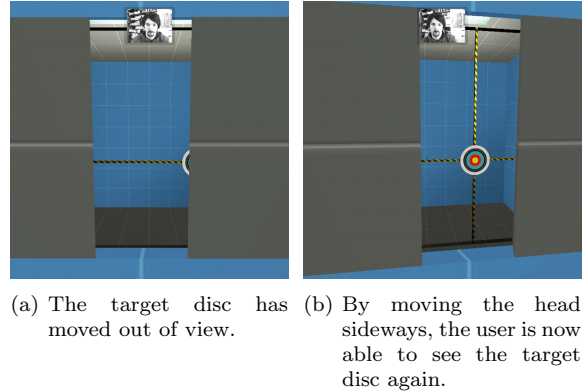 (a) The target disc has
moved out of view.
(b) By moving the head
sideways, the user is now
able to see the target
disc again.